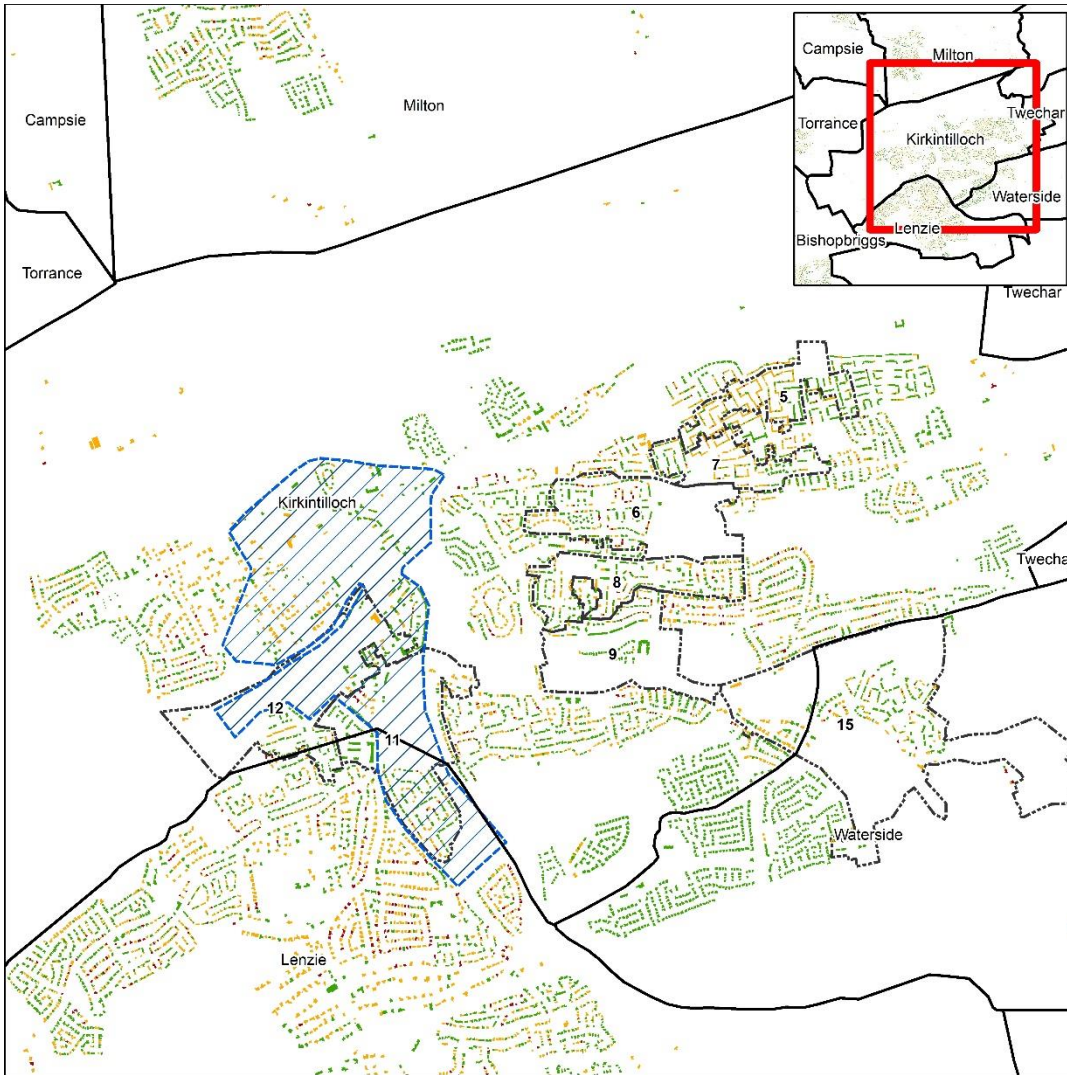 Campsie
Milton
Torrance
Twechar
Kirkintilloch
Waterside
Bishopbriggs
Lenzie
Campsie
Milton
Torrance
Twechar
5
7
Kirkintilloch
6
Twecha
8
9
12
11
15
Waterside
Lenzie